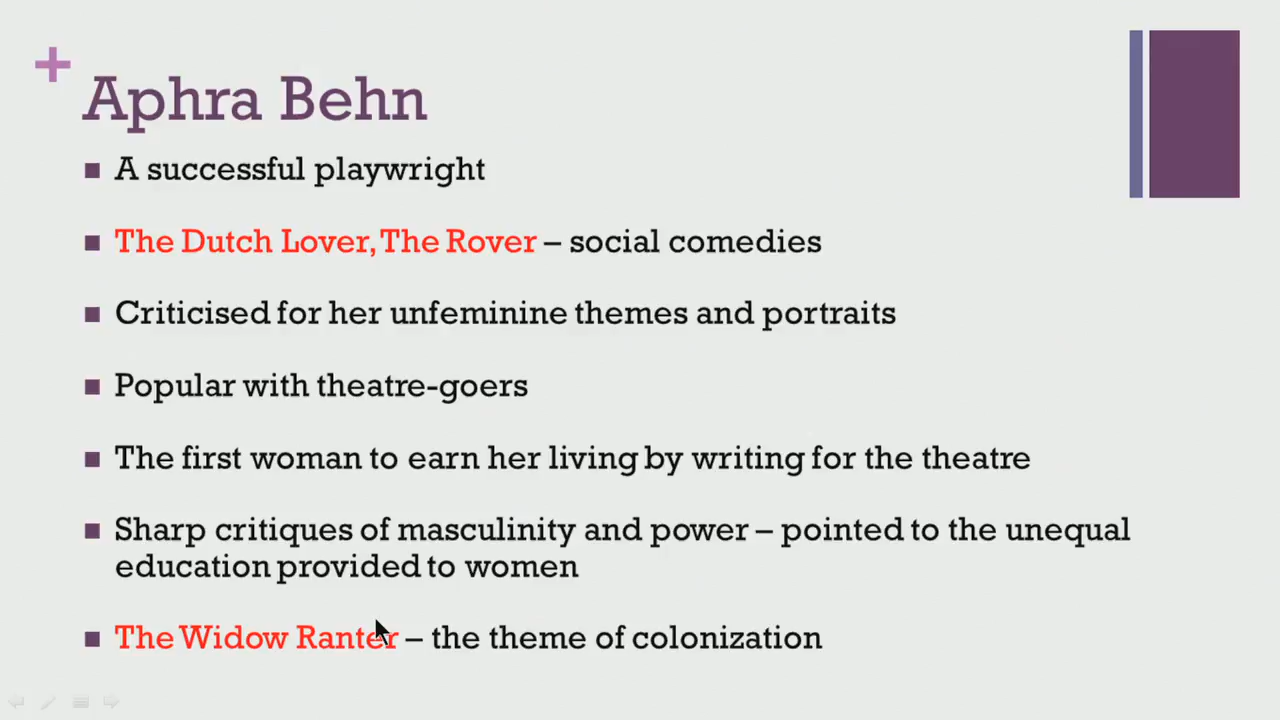 Aphra Behn
A successful playwright
The Dutch Lover, The Rover – social comedies
Criticised for her unfeminine themes and portraits
Popular with theatre-goers
The first woman to earn her living by writing for the theatre
Sharp critiques of masculinity and power – pointed to the unequal
education provided to women
The Widow Ranter – the theme of colonization